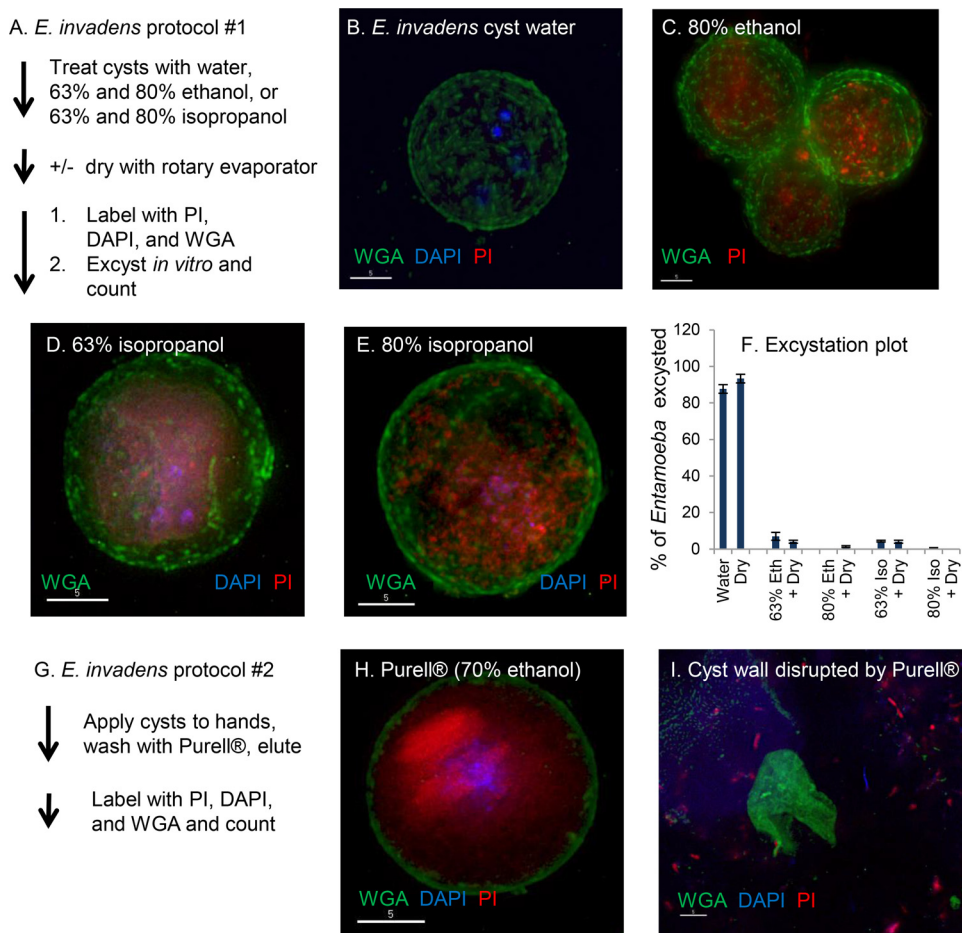 A. E. invadens protocol #1
Treat cysts with water,
63% and 80% ethanol, or
63% and 80% isopropanol
+/- dry with rotary evaporator
1. Label with PI,
DAPI, and WGA
2. Excyst in vitro and
count
B. E. invadens cyst water
WGA DAPI PI
5
C. 80% ethanol
WGA PI
5
D. 63% isopropanol
WGA DAPI PI
5
E. 80% isopropanol
WGA DAPI PI
5
F. Excystation plot
% of Entamoeba excysted
120
100
80
60
40
20
0
Water
Dry
63% Eth
+ Dry
80% Eth
+ Dry
63% Iso
+ Dry
80% Iso
+ Dry
G. E. invadens protocol #2
Apply cysts to hands,
wash with Purell®, elute
Label with PI, DAPI,
and WGA and count
H. Purell® (70% ethanol)
WGA DAPI PI
5
I. Cyst wall disrupted by Purell®
WGA DAPI PI
5